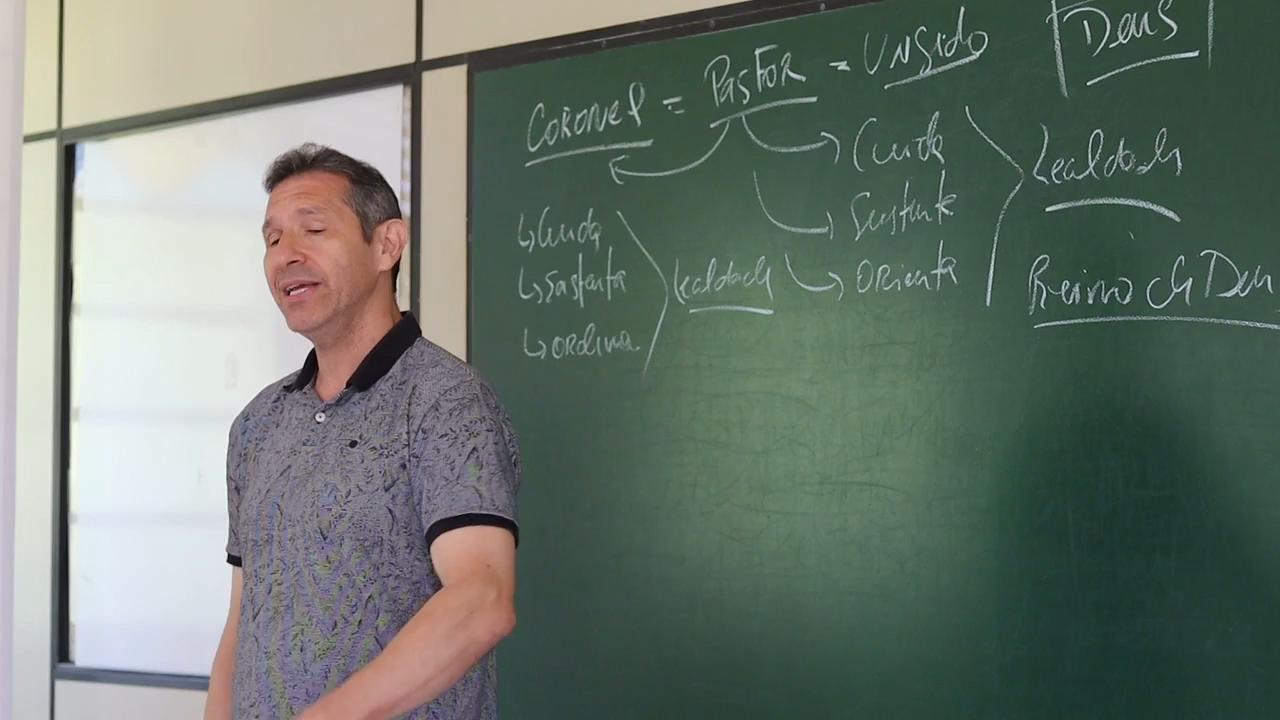 CORONEL = PASTOR = UNGIDO
Deus
Cuida
Sustenta
Orienta
Lealdade
Reino de Deus
Cuida
Sustenta
ordena
Lealdade